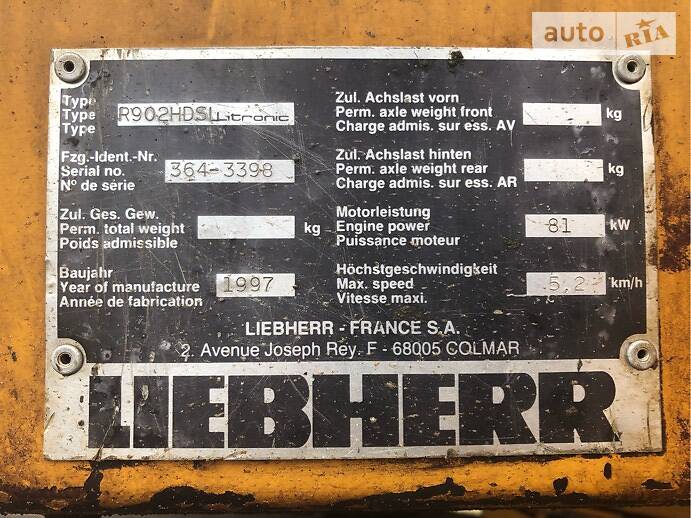 auto RIA
Type
Type R902HDSL Litronic
Type
Fzg.-Ident.-Nr.
Serial no. 364-3398
Nº de série
Zul. Ges. Gew.
Perm. total weight kg
Poids admissible
Baujahr
Year of manufacture 1997
Année de fabrication
Zul. Achslast vorn
Perm. axle weight front kg
Charge admis. sur ess. AV
Zul. Achslast hinten
Perm. axle weight rear kg
Charge admis. sur ess. AR
Motorleistung
Engine power 81 kW
Puissance moteur
Höchstgeschwindigkeit
Max. speed 5,2 km/h
Vitesse maxi.
LIEBHERR - FRANCE S.A.
2. Avenue Joseph Rey. F - 68005 COLMAR
LIEBHERR